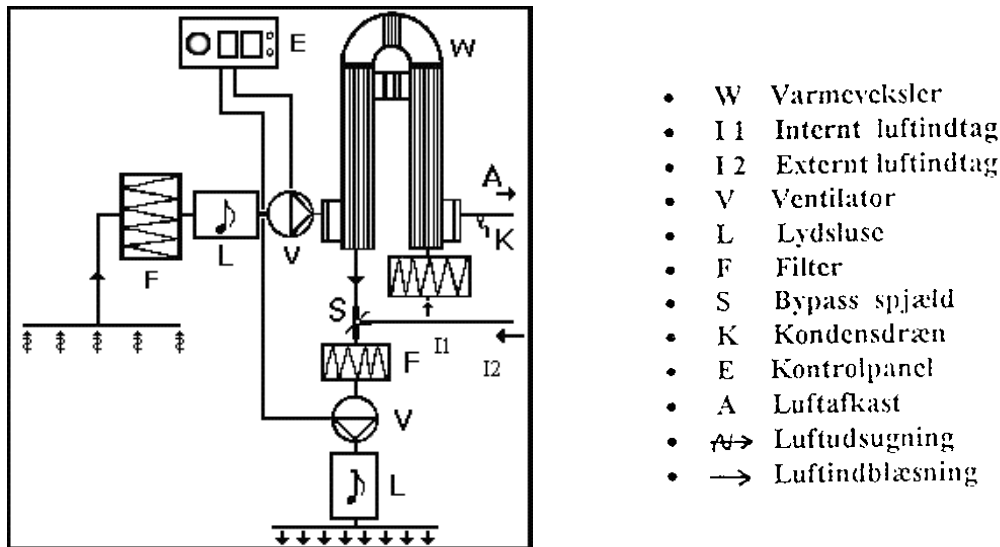 E
W
A
K
F
L
V
S
I1
F
I2
V
L
• W Varmeveksler
• I 1 Internt luftindtag
• I 2 Externt luftindtag
• V Ventilator
• L Lydsluse
• F Filter
• S Bypass spjæld
• K Kondensdræn
• E Kontrolpanel
• A Luftafkast
• Luftudsugning
• → Luftindblæsning